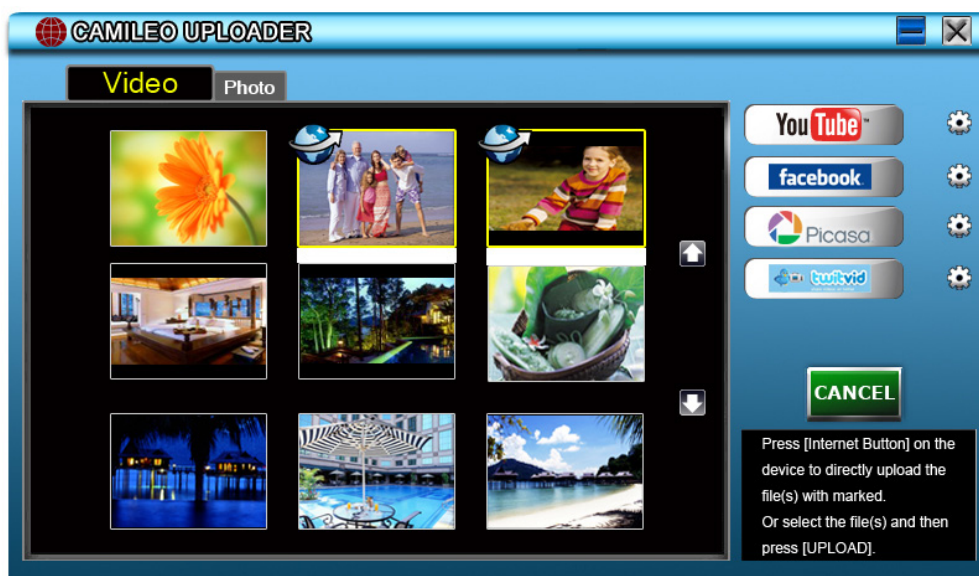 CAMILEO UPLOADER
Video
Photo
YouTube™
facebook
Picasa
twitvid
CANCEL
Press [Internet Button] on the
device to directly upload the
file(s) with marked.
Or select the file(s) and then
press [UPLOAD].